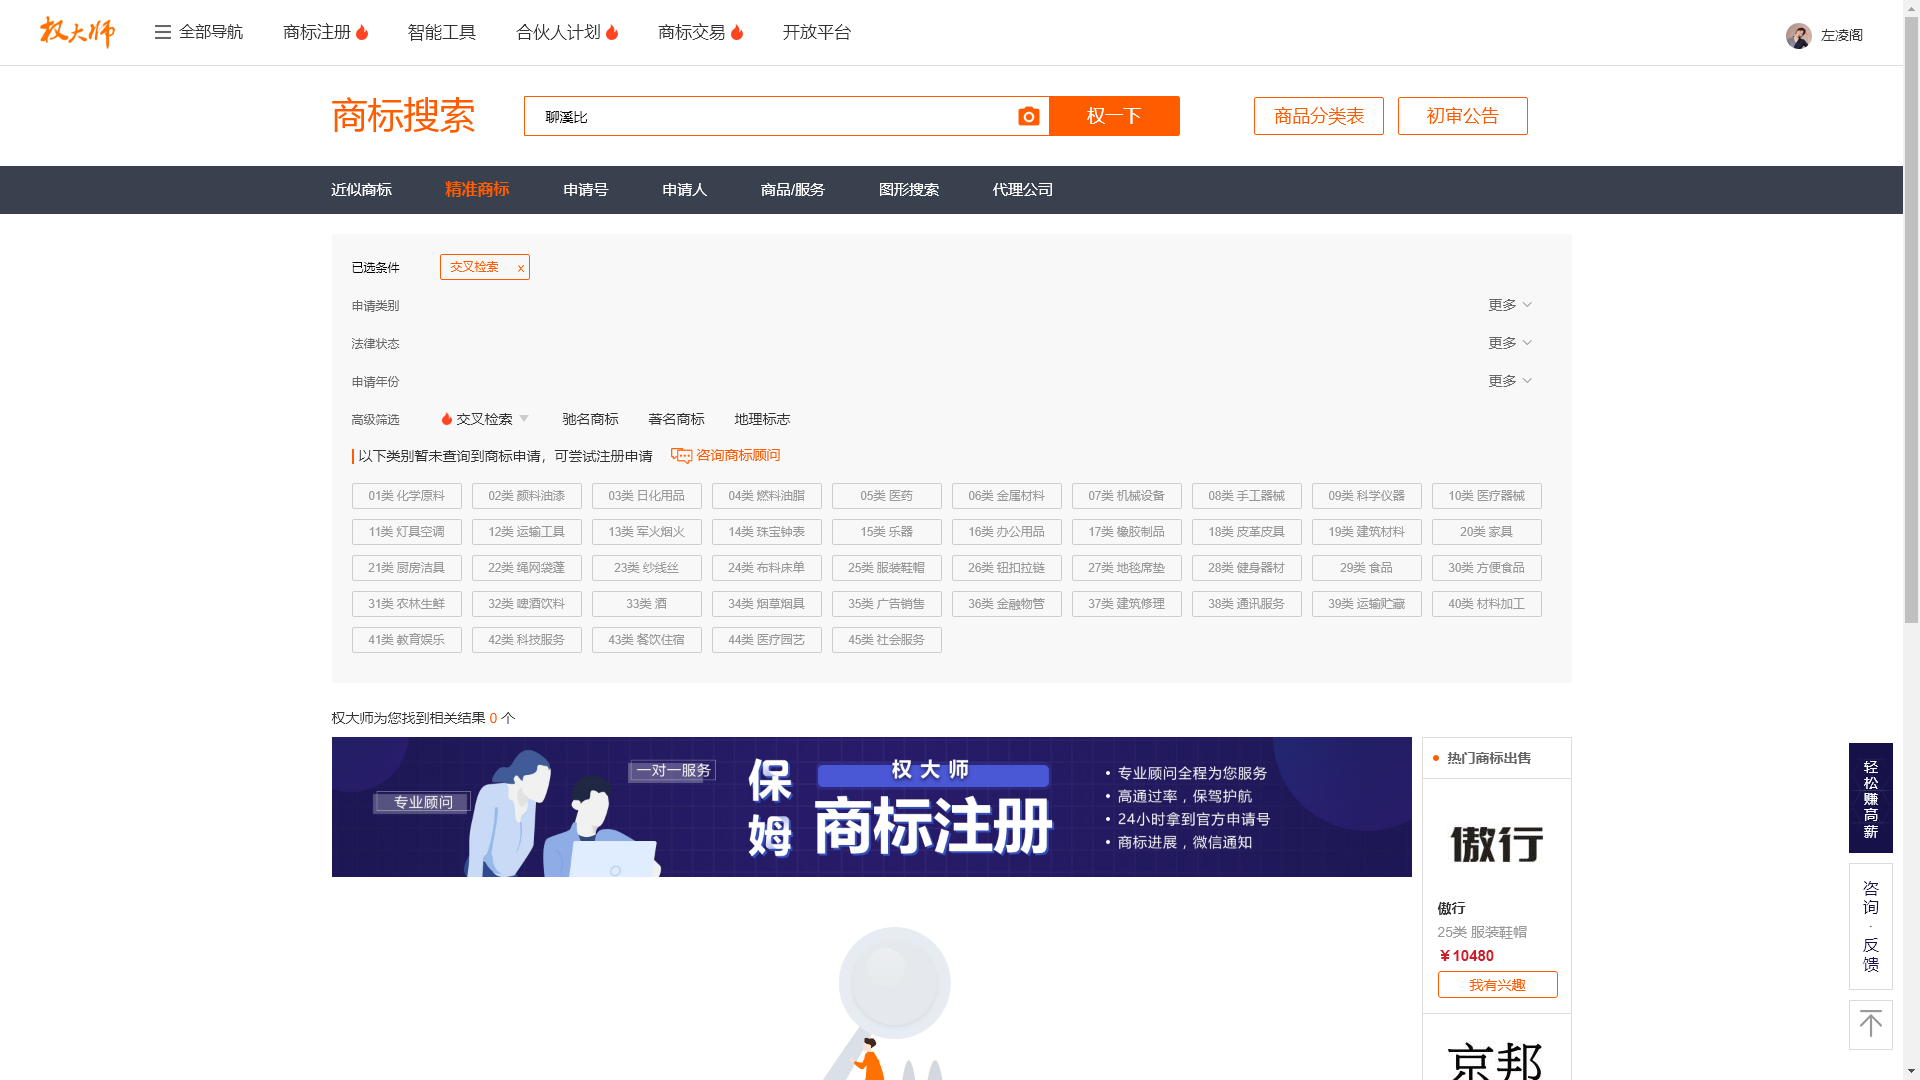 权大师
全部导航 商标注册 智能工具 合伙人计划 商标交易 开放平台 左凌阁
商标搜索 聊溪比 权一下 商品分类表 初审公告
近似商标 精准商标 申请号 申请人 商品/服务 图形搜索 代理公司
已选条件 交叉检索 x
申请类别 更多
法律状态 更多
申请年份 更多
高级筛选 交叉检索 驰名商标 著名商标 地理标志
以下类别暂未查询到商标申请，可尝试注册申请 咨询商标顾问
01类 化学原料 02类 颜料油漆 03类 日化用品 04类 燃料油脂 05类 医药 06类 金属材料 07类 机械设备 08类 手工器械 09类 科学仪器 10类 医疗器械
11类 灯具空调 12类 运输工具 13类 军火烟火 14类 珠宝钟表 15类 乐器 16类 办公用品 17类 橡胶制品 18类 皮革皮具 19类 建筑材料 20类 家具
21类 厨房洁具 22类 绳网袋篷 23类 纱线丝 24类 布料床单 25类 服装鞋帽 26类 钮扣拉链 27类 地毯席垫 28类 健身器材 29类 食品 30类 方便食品
31类 农林生鲜 32类 啤酒饮料 33类 酒 34类 烟草烟具 35类 广告销售 36类 金融物管 37类 建筑修理 38类 通讯服务 39类 运输贮藏 40类 材料加工
41类 教育娱乐 42类 科技服务 43类 餐饮住宿 44类 医疗园艺 45类 社会服务
权大师为您找到相关结果 0 个
专业顾问
一对一服务
保姆
权大师
商标注册
• 专业顾问全程为您服务
• 高通过率，保驾护航
• 24小时拿到官方申请号
• 商标进展，微信通知
热门商标出售
傲行
傲行
25类 服装鞋帽
￥10480
我有兴趣
京邦
轻松赚高薪
咨询·反馈